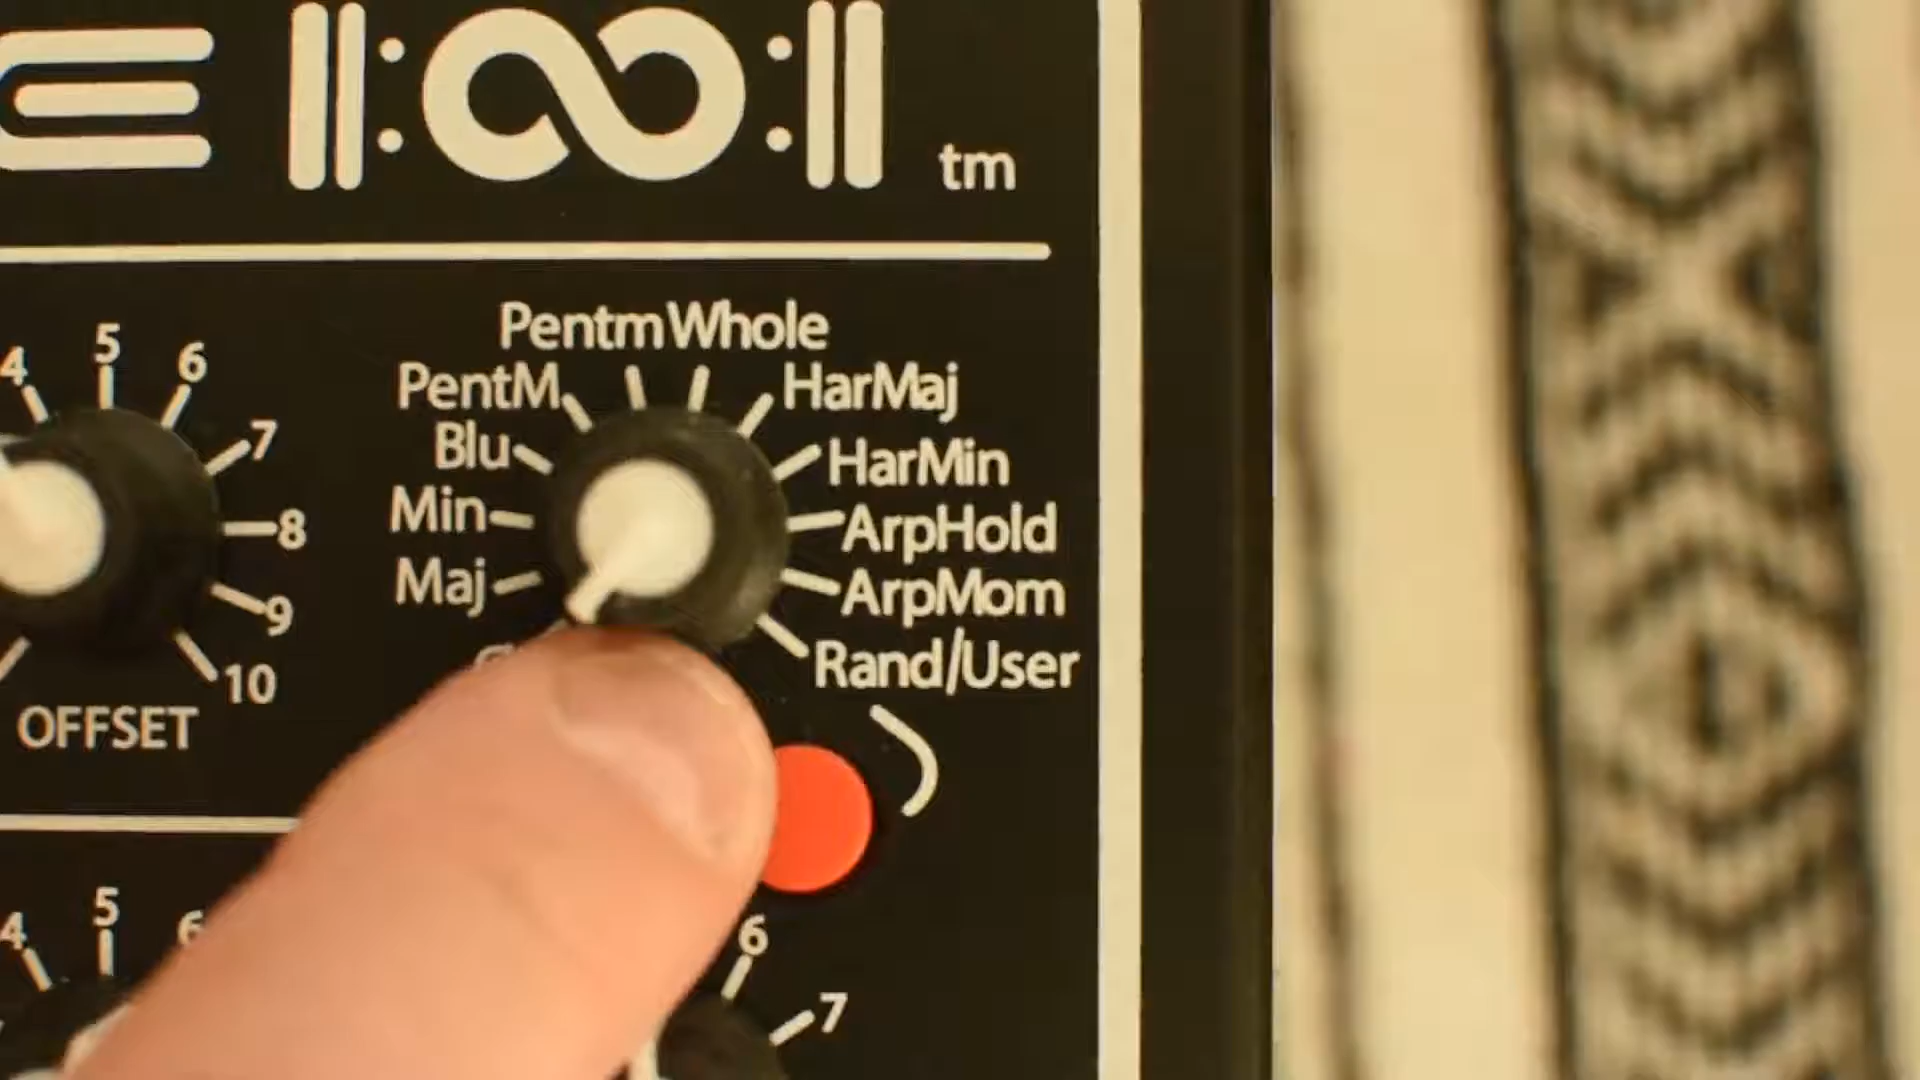 tm
4 5 6 7 8 9 10
OFFSET
PentmWhole
PentM HarMaj
Blu HarMin
Min ArpHold
Maj ArpMom
Rand/User
4 5 6
6 7